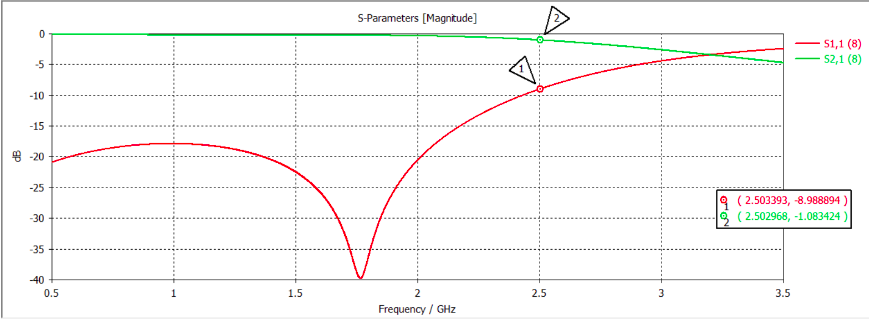 S-Parameters [Magnitude]
0
-5
-10
-15
-20
-25
-30
-35
-40
dB
0.5
1
1.5
2
2.5
3
3.5
Frequency / GHz
S1,1 (8)
S2,1 (8)
1
2
1 ( 2.503393, -8.988894 )
2 ( 2.502968, -1.083424 )